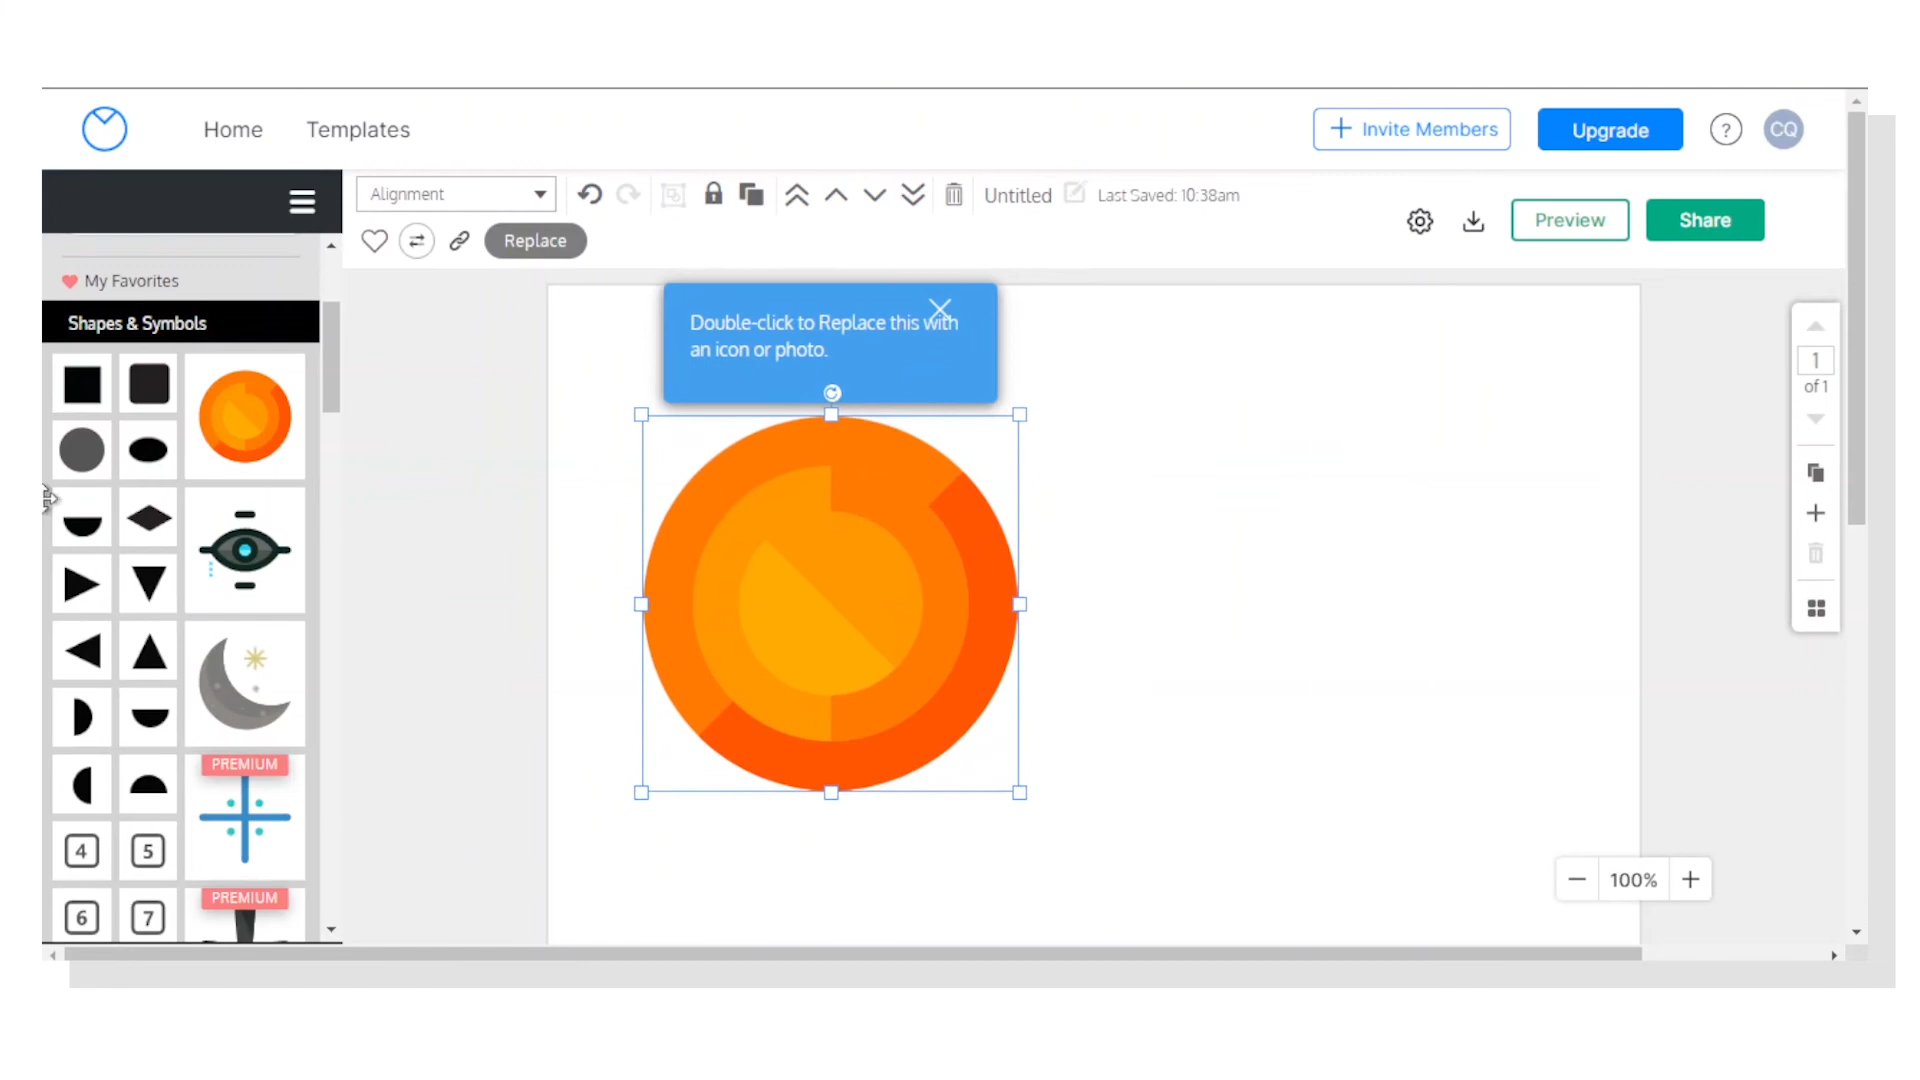 Home
Templates
+ Invite Members
Upgrade
?
CQ
Alignment
Untitled
Last Saved: 10:38am
Replace
Preview
Share
My Favorites
Shapes & Symbols
Double-click to Replace this with
an icon or photo.
1
of 1
PREMIUM
4
5
PREMIUM
6
7
100%